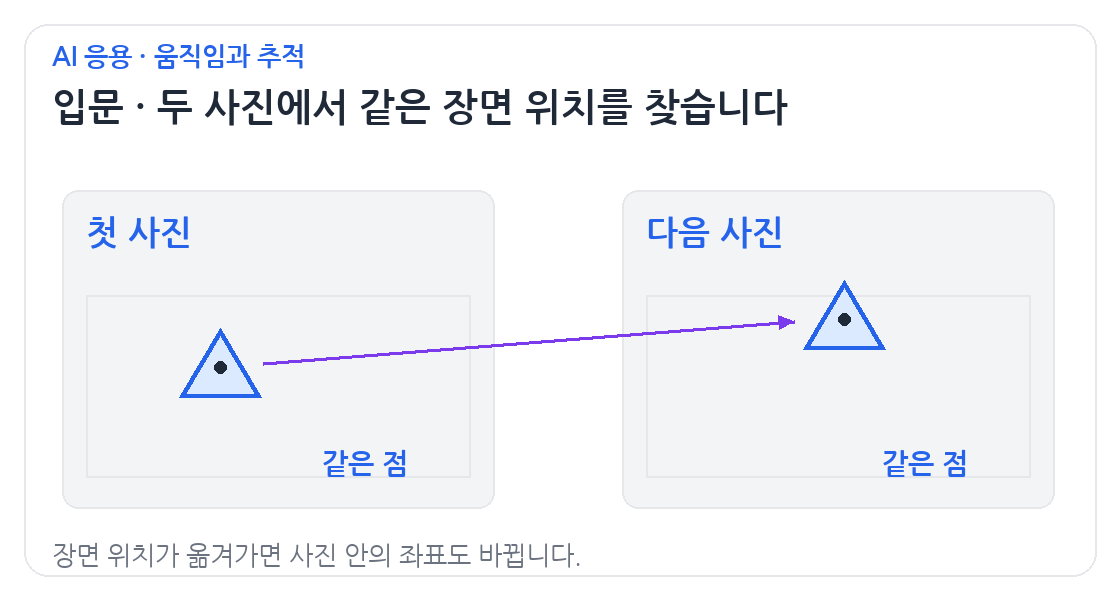 AI 응용 · 움직임과 추적
입문 · 두 사진에서 같은 장면 위치를 찾습니다
첫 사진
다음 사진
같은 점
같은 점
장면 위치가 옮겨가면 사진 안의 좌표도 바뀝니다.